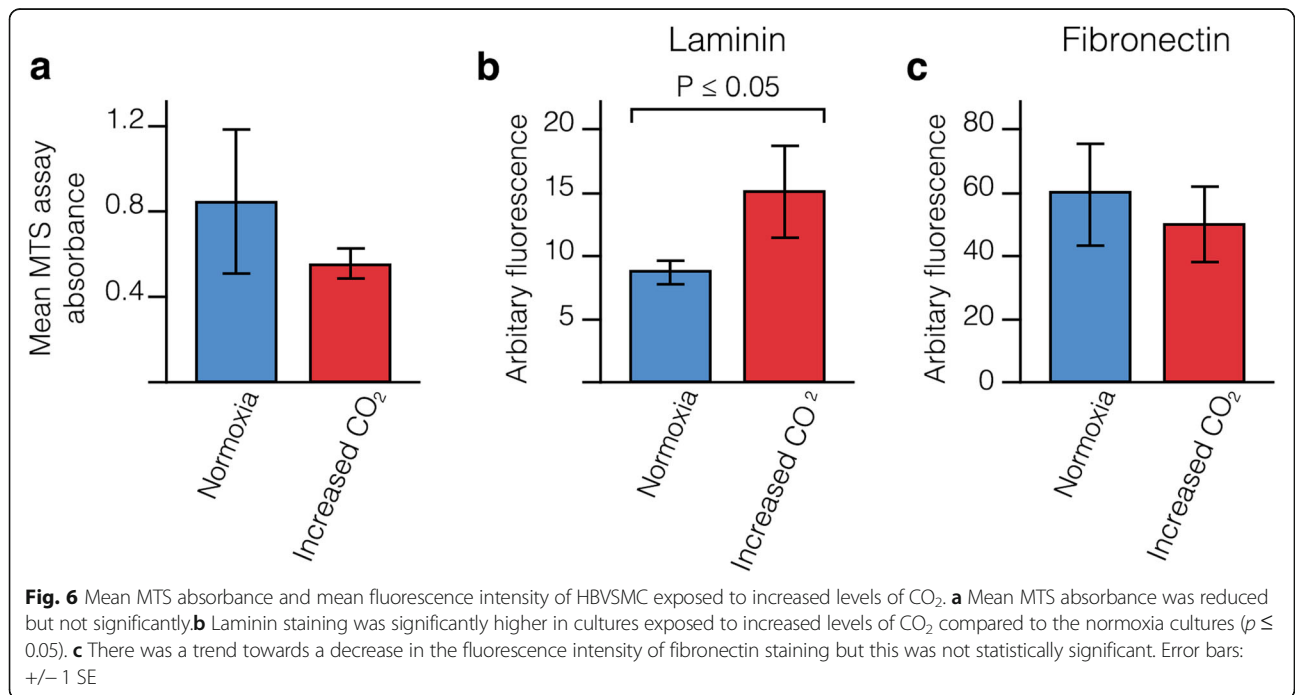 Laminin
Fibronectin
a
b
c
P ≤ 0.05
Mean MTS assay
absorbance
1.2
0.8
0.4
Normoxia
Increased CO₂
Arbitary fluorescence
20
15
10
5
Normoxia
Increased CO²
Arbitary fluorescence
80
60
40
20
0
Normoxia
Increased CO₂
Fig. 6 Mean MTS absorbance and mean fluorescence intensity of HBVSMC exposed to increased levels of CO₂. a Mean MTS absorbance was reduced
but not significantly.b Laminin staining was significantly higher in cultures exposed to increased levels of CO₂ compared to the normoxia cultures (p ≤
0.05). c There was a trend towards a decrease in the fluorescence intensity of fibronectin staining but this was not statistically significant. Error bars:
+/− 1 SE